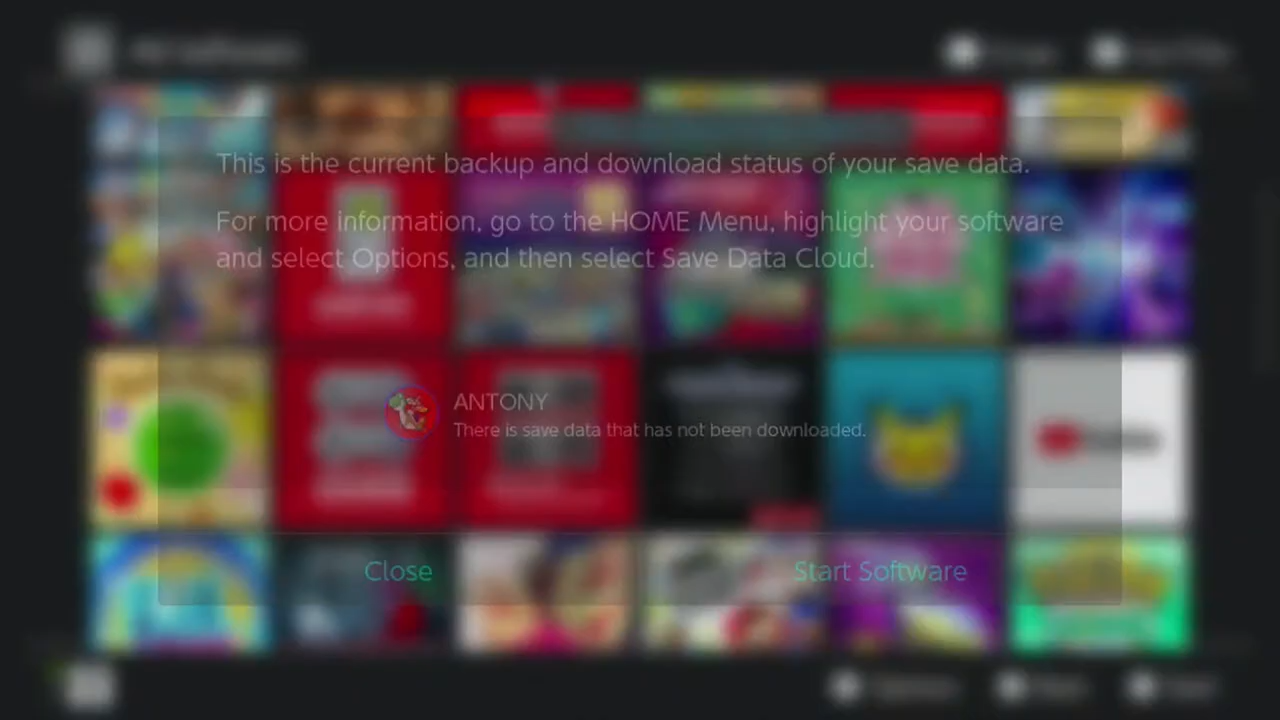 This is the current backup and download status of your save data.
For more information, go to the HOME Menu, highlight your software
and select Options, and then select Save Data Cloud.
ANTONY
There is save data that has not been downloaded.
Close
Start Software